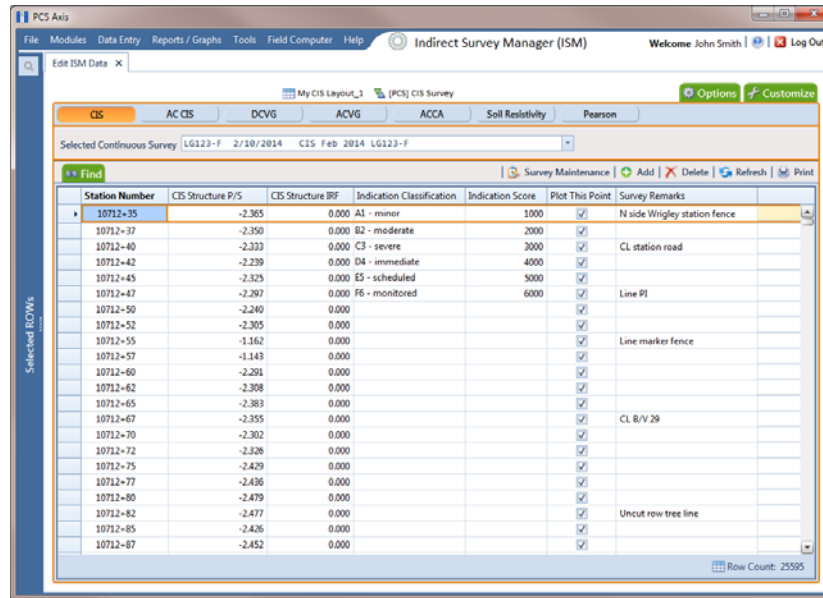 PCS Axis
File Modules Data Entry Reports / Graphs Tools Field Computer Help Indirect Survey Manager (ISM) Welcome John Smith | | Log Out
Edit ISM Data X
My CIS Layout_1 [PCS] CIS Survey Options Customize
CIS AC CIS DCVG ACVG ACCA Soil Resistivity Pearson
Selected Continuous Survey LG123-F 2/10/2014 CIS Feb 2014 LG123-F
Find | Survey Maintenance | Add | Delete | Refresh | Print
Station Number CIS Structure P/S CIS Structure IRF Indication Classification Indication Score Plot This Point Survey Remarks
10712+35 -2.365 0.000 A1 - minor 1000 N side Wrigley station fence
10712+37 -2.350 0.000 B2 - moderate 2000
10712+40 -2.333 0.000 C3 - severe 3000 CL station road
10712+42 -2.239 0.000 D4 - immediate 4000
10712+45 -2.325 0.000 E5 - scheduled 5000
10712+47 -2.297 0.000 F6 - monitored 6000 Line PI
10712+50 -2.240 0.000
10712+52 -2.305 0.000
10712+55 -1.162 0.000 Line marker fence
10712+57 -1.143 0.000
10712+60 -2.291 0.000
10712+62 -2.308 0.000
10712+65 -2.383 0.000
10712+67 -2.355 0.000 CL B/V 29
10712+70 -2.302 0.000
10712+72 -2.326 0.000
10712+75 -2.429 0.000
10712+77 -2.436 0.000
10712+80 -2.479 0.000
10712+82 -2.477 0.000 Uncut row tree line
10712+85 -2.426 0.000
10712+87 -2.452 0.000
Row Count: 25595
Selected ROWs